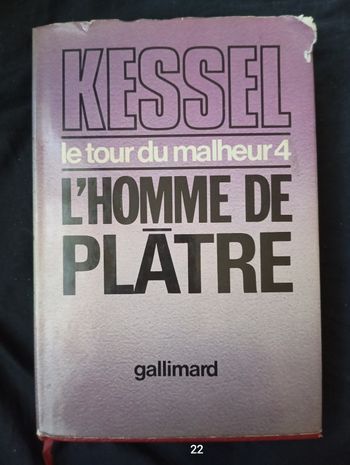 KESSEL
le tour du malheur 4
L'HOMME DE
PLÂTRE
gallimard
22